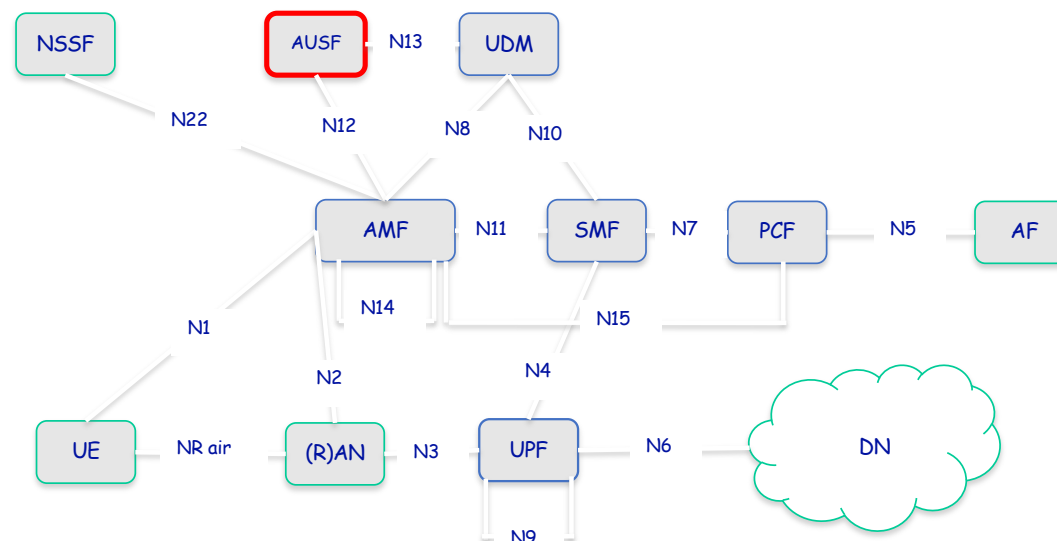 NSSF
AUSF
N13
UDM
N22
N12
N8
N10
AMF
N11
SMF
N7
PCF
N5
AF
N14
N15
N1
N2
N4
UE
NR air
(R)AN
N3
UPF
N6
DN
N9